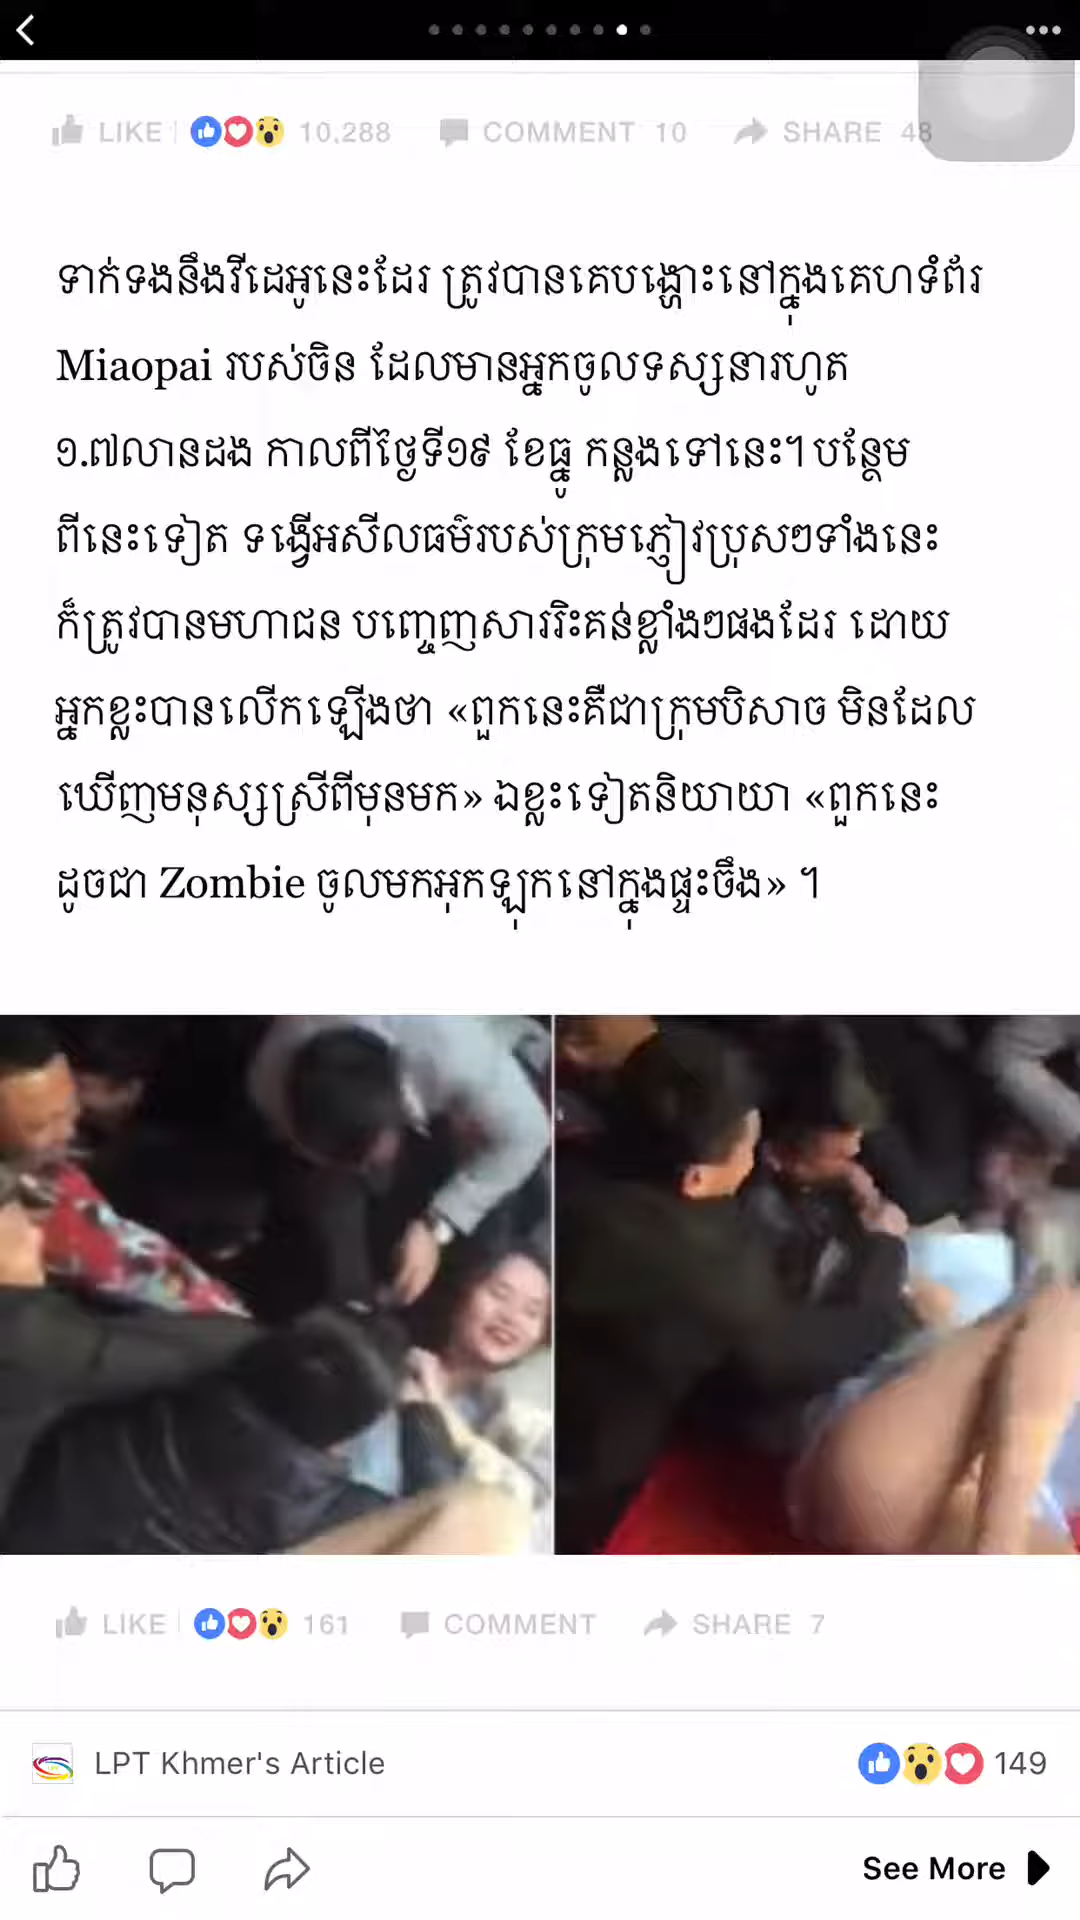 LIKE 10,288 COMMENT 10 SHARE 48
ទាក់ទងនឹងវីដេអូនេះដែរ ត្រូវបានគេបង្ហោះនៅក្នុងគេហទំព័រ
Miaopai របស់ចិន ដែលមានអ្នកចូលទស្សនារហូត
១.៧លានដង កាលពីថ្ងៃទី១៩ ខែធ្នូ កន្លងទៅនេះ។ បន្ថែម
ពីនេះទៀត ទង្វើអសីលធម៌របស់ក្រុមភ្ញៀវប្រុសៗទាំងនេះ
ក៏ត្រូវបានមហាជន បញ្ចេញសាររិះគន់ខ្លាំងៗផងដែរ ដោយ
អ្នកខ្លះបានលើកឡើងថា «ពួកនេះគឺជាក្រុមបិសាច មិនដែល
ឃើញមនុស្សស្រីពីមុនមក» ឯខ្លះទៀតនិយាយា «ពួកនេះ
ដូចជា Zombie ចូលមកអុកឡុកនៅក្នុងផ្ទះចឹង» ។
LIKE 161 COMMENT SHARE 7
LPT Khmer's Article 149
See More